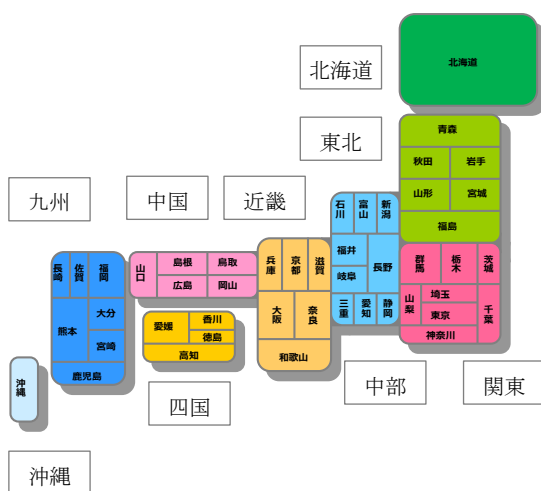 北海道
北海道
東北
青森
秋田
岩手
山形
宮城
福島
九州
中国
近畿
石川
富山
新潟
福井
長野
岐阜
三重
愛知
静岡
群馬
栃木
茨城
山梨
埼玉
東京
千葉
神奈川
兵庫
京都
滋賀
大阪
奈良
和歌山
山口
島根
鳥取
広島
岡山
愛媛
香川
徳島
高知
長崎
佐賀
福岡
熊本
大分
宮崎
鹿児島
沖縄
四国
中部
関東
沖縄